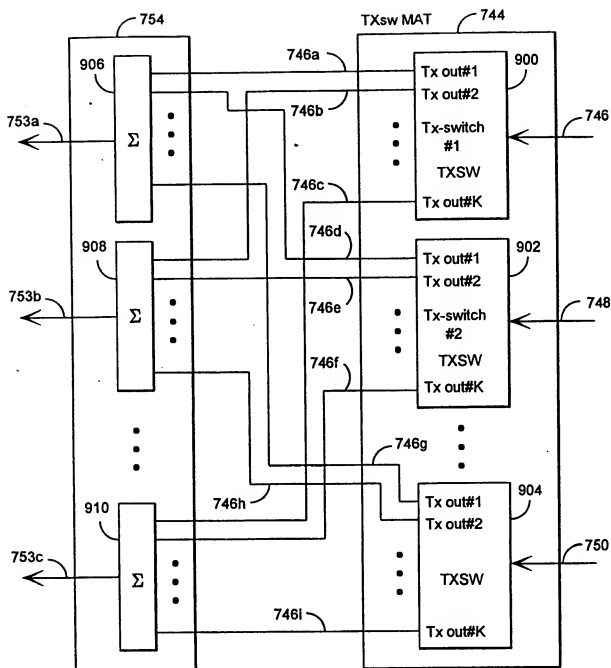 754
TXsw MAT
744
906
746a
Tx out#1
900
746b
Tx out#2
753a
Σ
Tx-switch
#1
TXSW
746
746c
Tx out#K
746d
908
Tx out#1
902
Tx out#2
753b
Σ
746e
Tx-switch
#2
TXSW
748
746f
Tx out#K
746g
746h
Tx out#1
904
910
Tx out#2
753c
Σ
TXSW
750
746i
Tx out#K